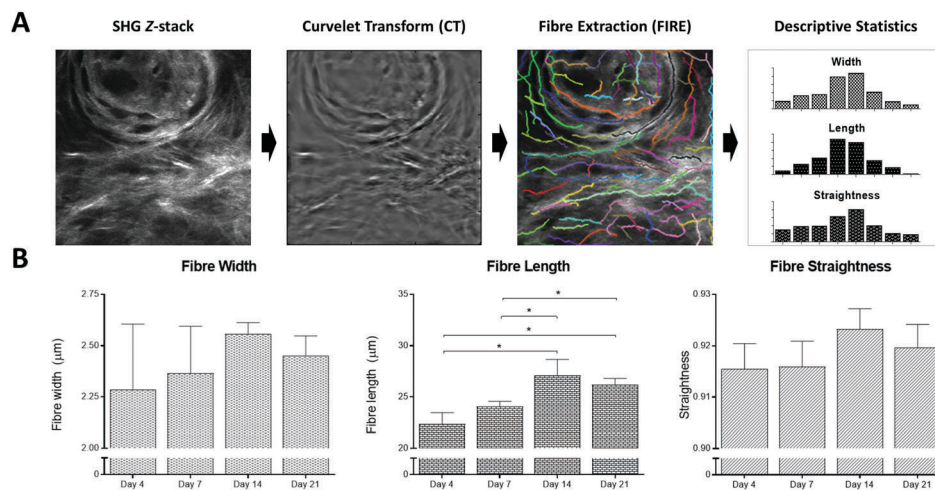 A
SHG Z-stack
Curvelet Transform (CT)
Fibre Extraction (FIRE)
Descriptive Statistics
Width
Length
Straightness
B
Fibre Width
Fibre width (μm)
2.75
2.50
2.25
2.00
0
Day 4 Day 7 Day 14 Day 21
Fibre Length
Fibre length (μm)
35
30
25
20
0
* 
*
*
*
Day 4 Day 7 Day 14 Day 21
Fibre Straightness
Straightness
0.93
0.92
0.91
0.90
0
Day 4 Day 7 Day 14 Day 21